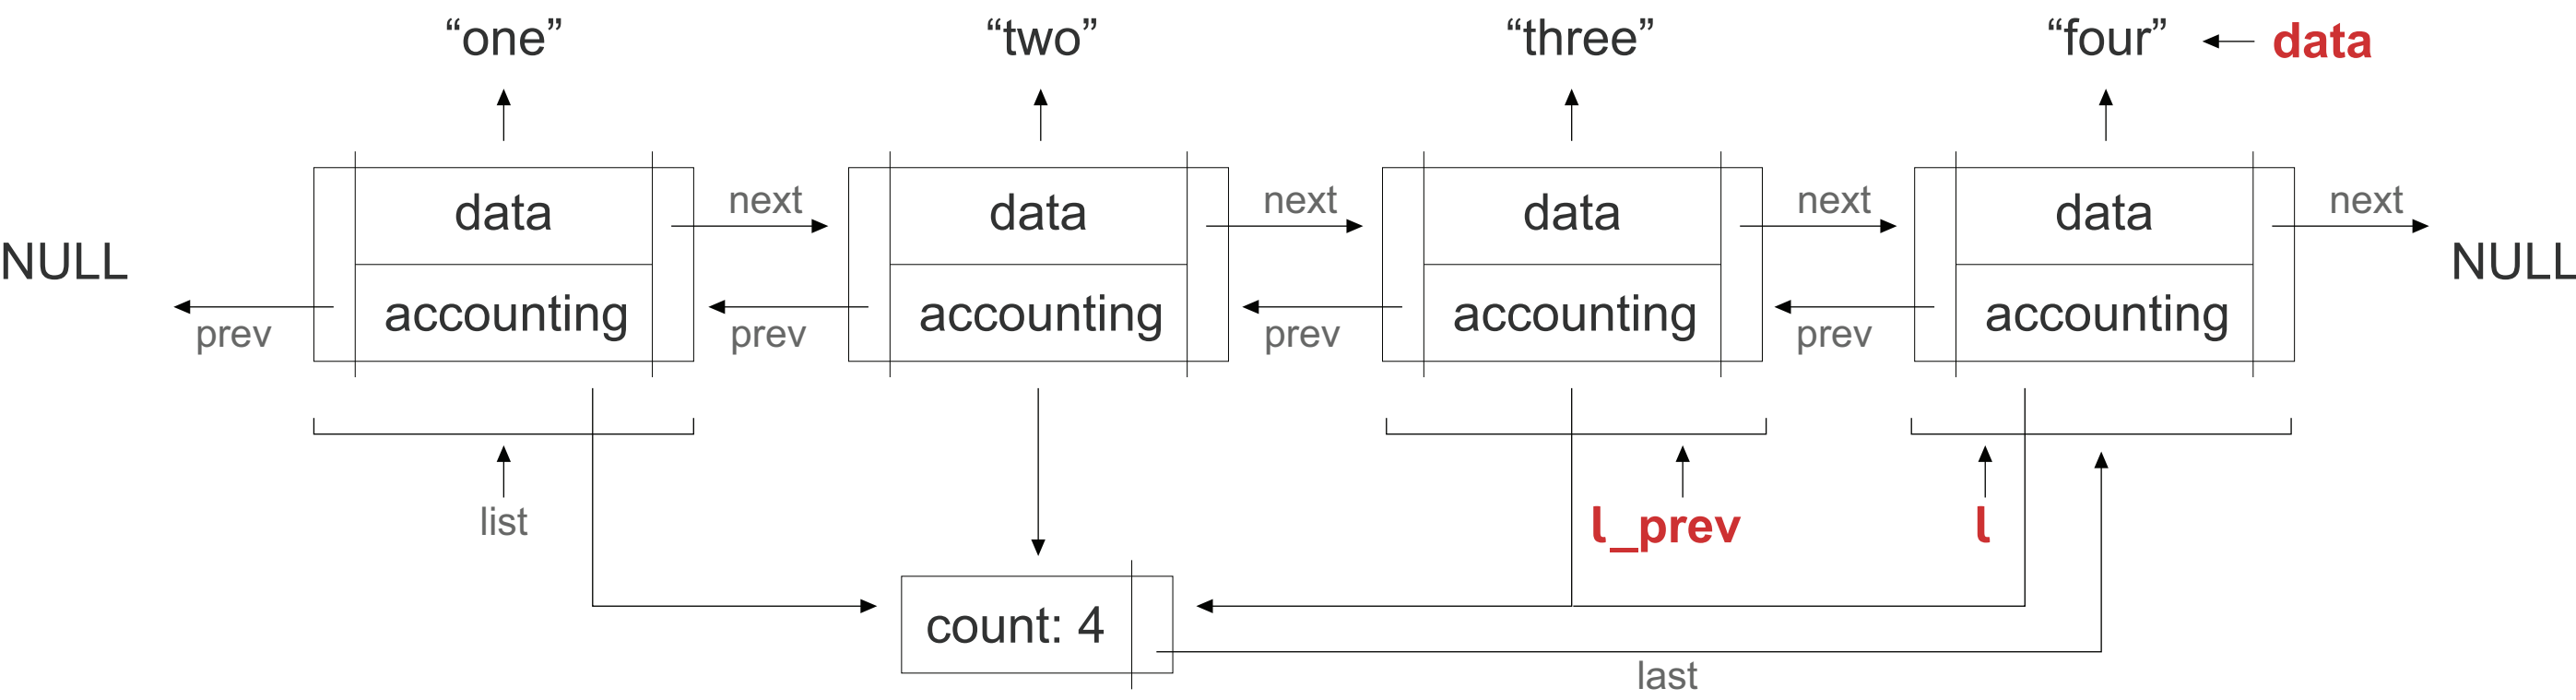 “one” “two” “three” “four” data
data next data next data next data next
NULL NULL
prev accounting prev accounting prev accounting prev accounting
list l_prev l
count: 4
last